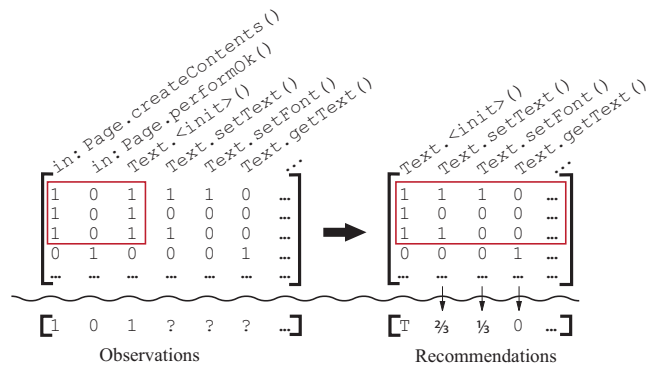 in: Page.createContents()
in: Page.performOk()
Text.<init>()
Text.setText()
Text.setFont()
Text.getText()
...
Text.<init>()
Text.setText()
Text.setFont()
Text.getText()
...
1 0 1 1 1 0 ...
1 0 1 0 0 0 ...
1 0 1 1 0 0 ...
0 1 0 0 0 1 ...
... ... ... ... ... ... ...
1 1 1 0 ...
1 0 0 0 ...
1 1 0 0 ...
0 0 0 1 ...
... ... ... ... ...
1 0 1 ? ? ? ...
T ⅔ ⅓ 0 ...
Observations
Recommendations